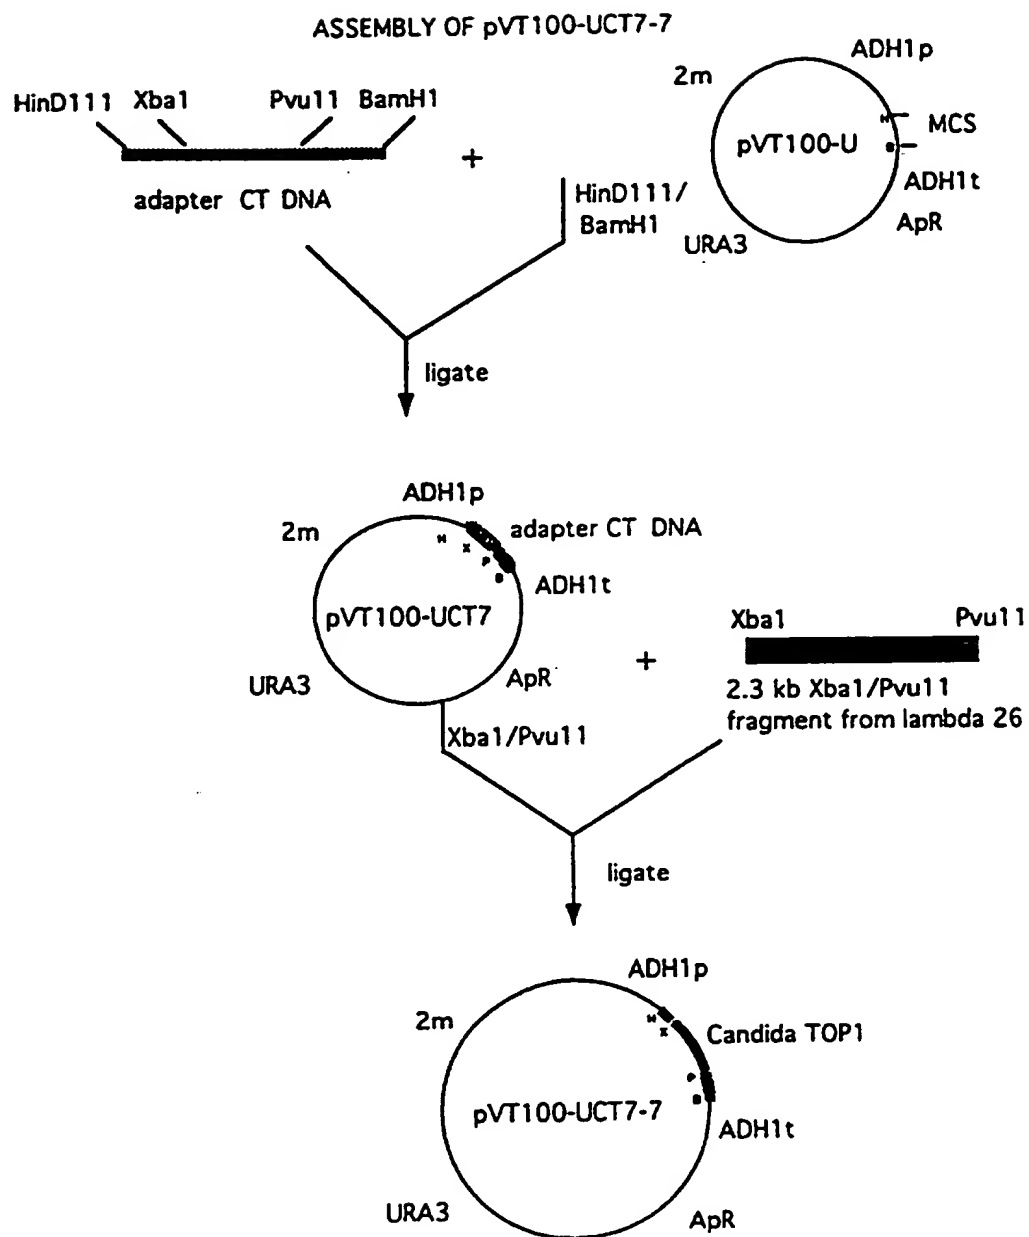 ASSEMBLY OF pVT100-UCT7-7
HinD111 Xba1 Pvu11 BamH1
adapter CT DNA
+
2m
ADH1p
H
MCS
pVT100-U
B
ADH1t
ApR
URA3
HinD111/
BamH1
ligate
ADH1p
2m
adapter CT DNA
H
X
P
B
ADH1t
pVT100-UCT7
URA3
ApR
Xba1/Pvu11
+
Xba1 Pvu11
2.3 kb Xba1/Pvu11
fragment from lambda 26
ligate
ADH1p
2m
H
X
Candida TOP1
P
B
pVT100-UCT7-7
ADH1t
URA3
ApR